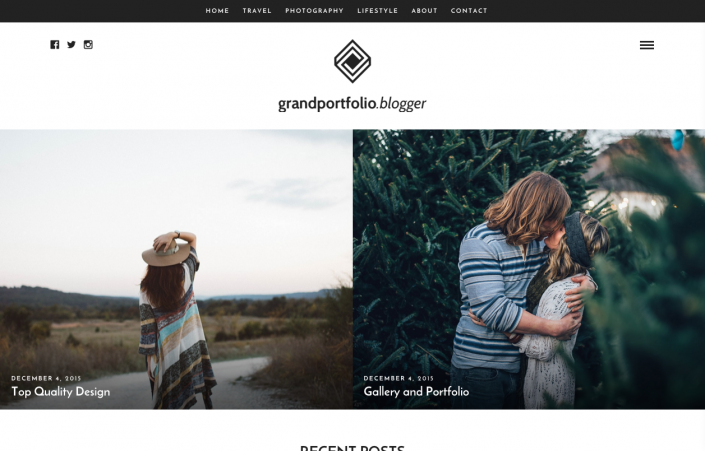 HOME TRAVEL PHOTOGRAPHY LIFESTYLE ABOUT CONTACT
grandportfolio.blogger
DECEMBER 4, 2015
Top Quality Design
DECEMBER 4, 2015
Gallery and Portfolio
RECENT POSTS